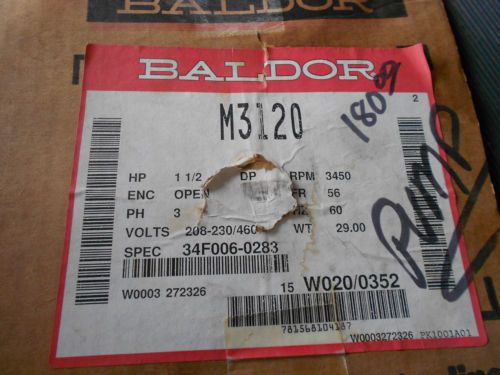 BALDOR
BALDOR
2
M3120
1809
HP 1 1/2 DP RPM 3450
ENC OPEN FR 56
PH 3 HZ 60
VOLTS 208-230/460 WT 29.00
PUMP
SPEC 34F006-0283
W0003 272326 15 W020/0352
781568104187
W0003272326 PK1001A01